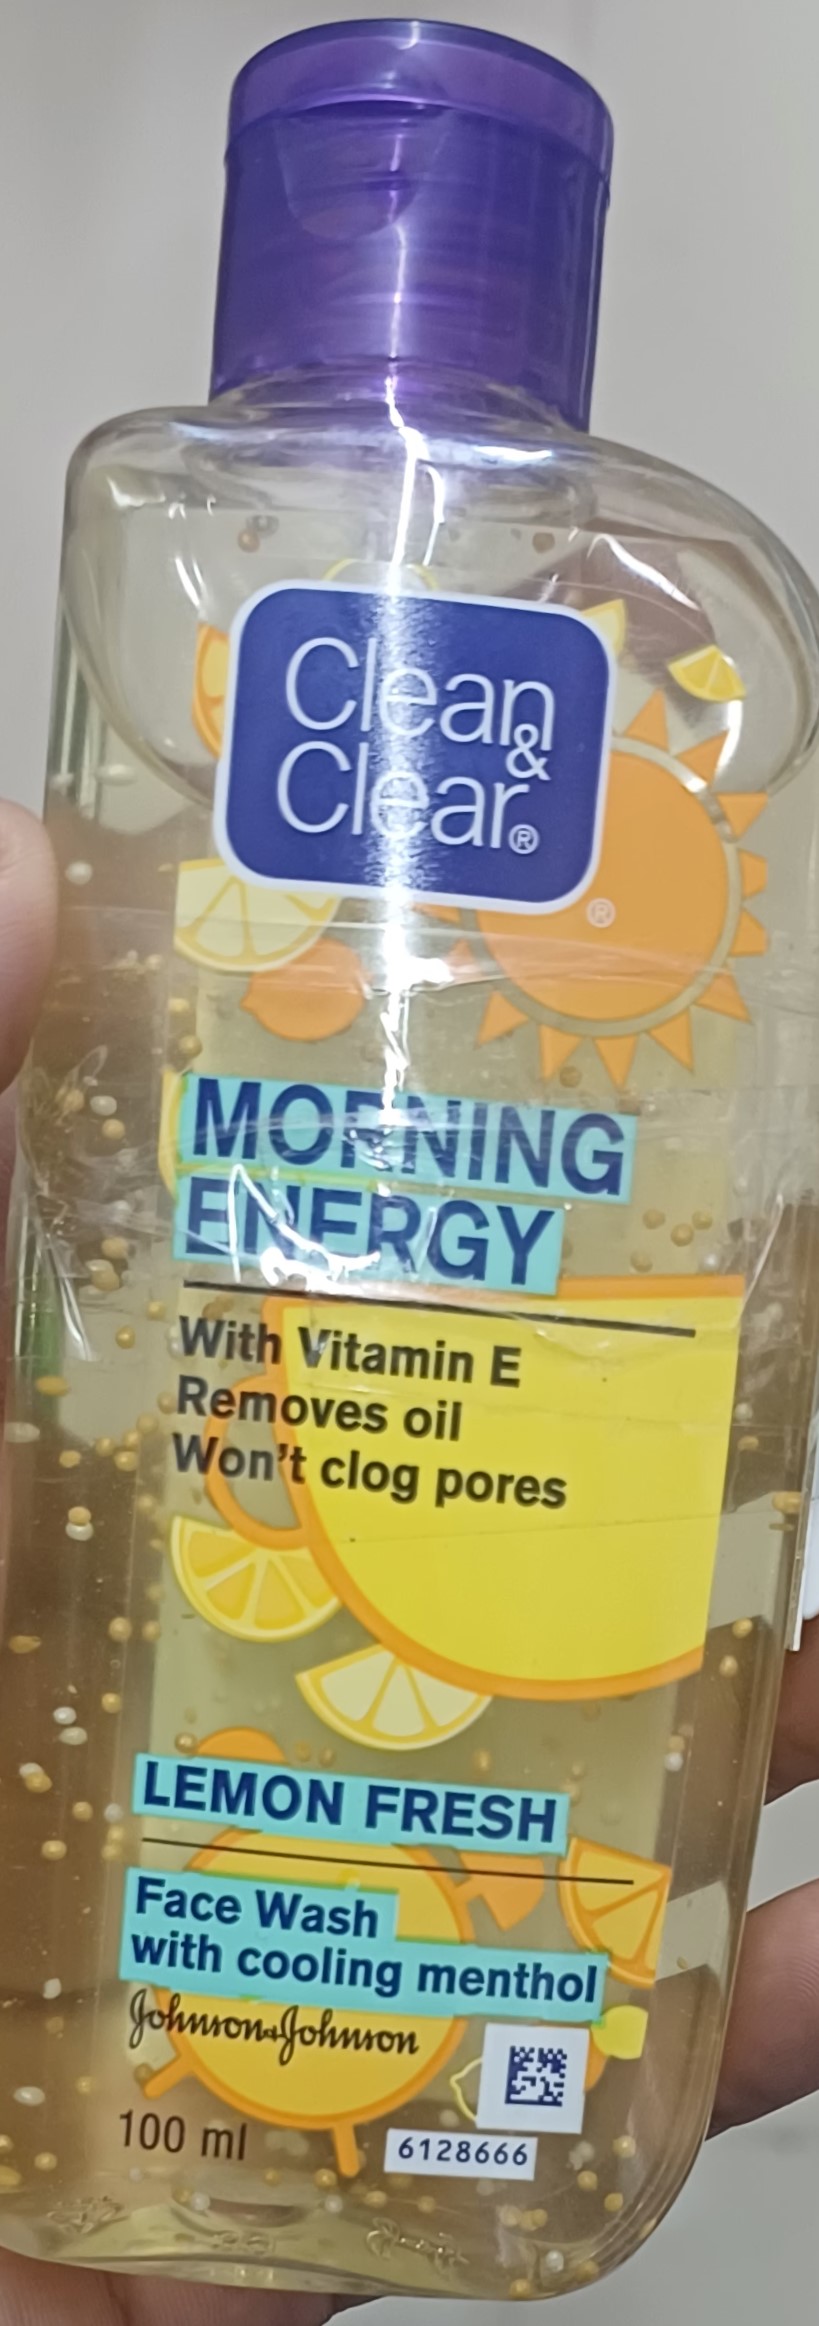 Clean
&
Clear®
®
MORNING
ENERGY
With Vitamin E
Removes oil
Won't clog pores
LEMON FRESH
Face Wash
with cooling menthol
Johnson&Johnson
100 ml
6128666